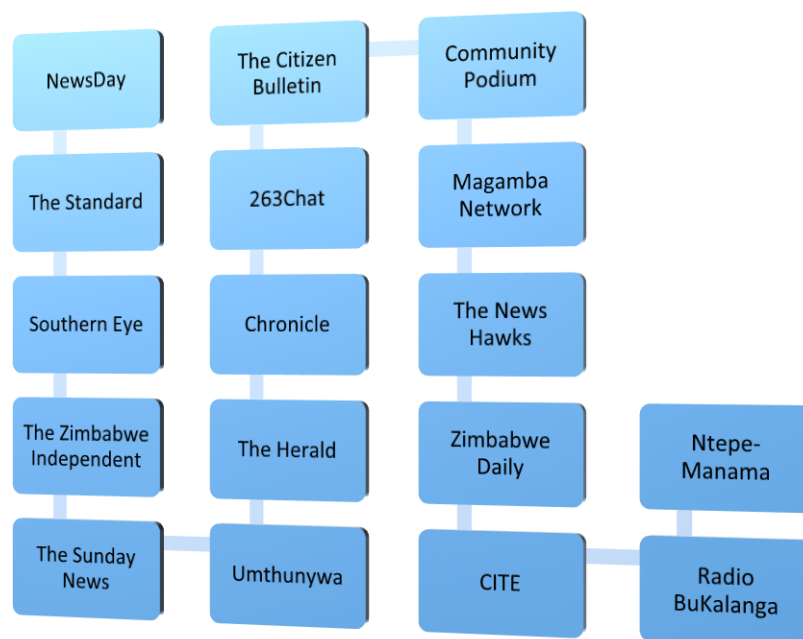 NewsDay
The Standard
Southern Eye
The Zimbabwe
Independent
The Sunday
News
Umthunywa
The Herald
Chronicle
263Chat
The Citizen
Bulletin
Community
Podium
Magamba
Network
The News
Hawks
Zimbabwe
Daily
CITE
Radio
BuKalanga
Ntepe-
Manama